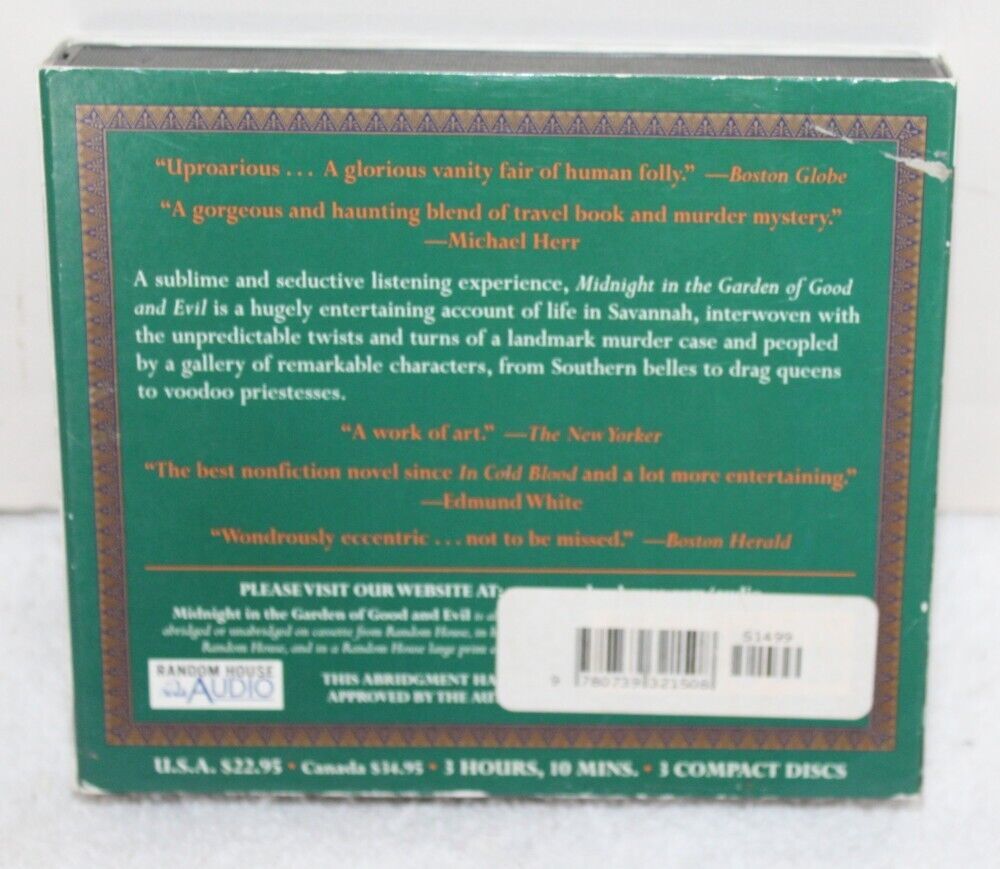 “Uproarious . . . A glorious vanity fair of human folly.” —Boston Globe
“A gorgeous and haunting blend of travel book and murder mystery.”
—Michael Herr
A sublime and seductive listening experience, Midnight in the Garden of Good
and Evil is a hugely entertaining account of life in Savannah, interwoven with
the unpredictable twists and turns of a landmark murder case and peopled
by a gallery of remarkable characters, from Southern belles to drag queens
to voodoo priestesses.
“A work of art.” —The New Yorker
“The best nonfiction novel since In Cold Blood and a lot more entertaining.”
—Edmund White
“Wondrously eccentric . . . not to be missed.” —Boston Herald
PLEASE VISIT OUR WEBSITE AT:
Midnight in the Garden of Good and Evil is
abridged or unabridged on cassette from Random House, in
Random House, and in a Random House large print
THIS ABRIDGMENT
APPROVED BY THE
RANDOM HOUSE
AUDIO
51499
9 780739 321508
U.S.A. $22.95 • Canada $34.95 • 3 HOURS, 10 MINS. • 3 COMPACT DISCS